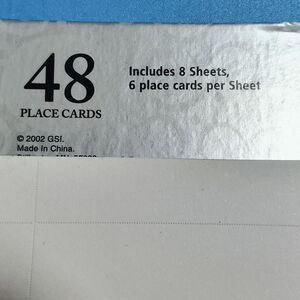 48
PLACE CARDS
Includes 8 Sheets,
6 place cards per Sheet
© 2002 GSI.
Made In China.